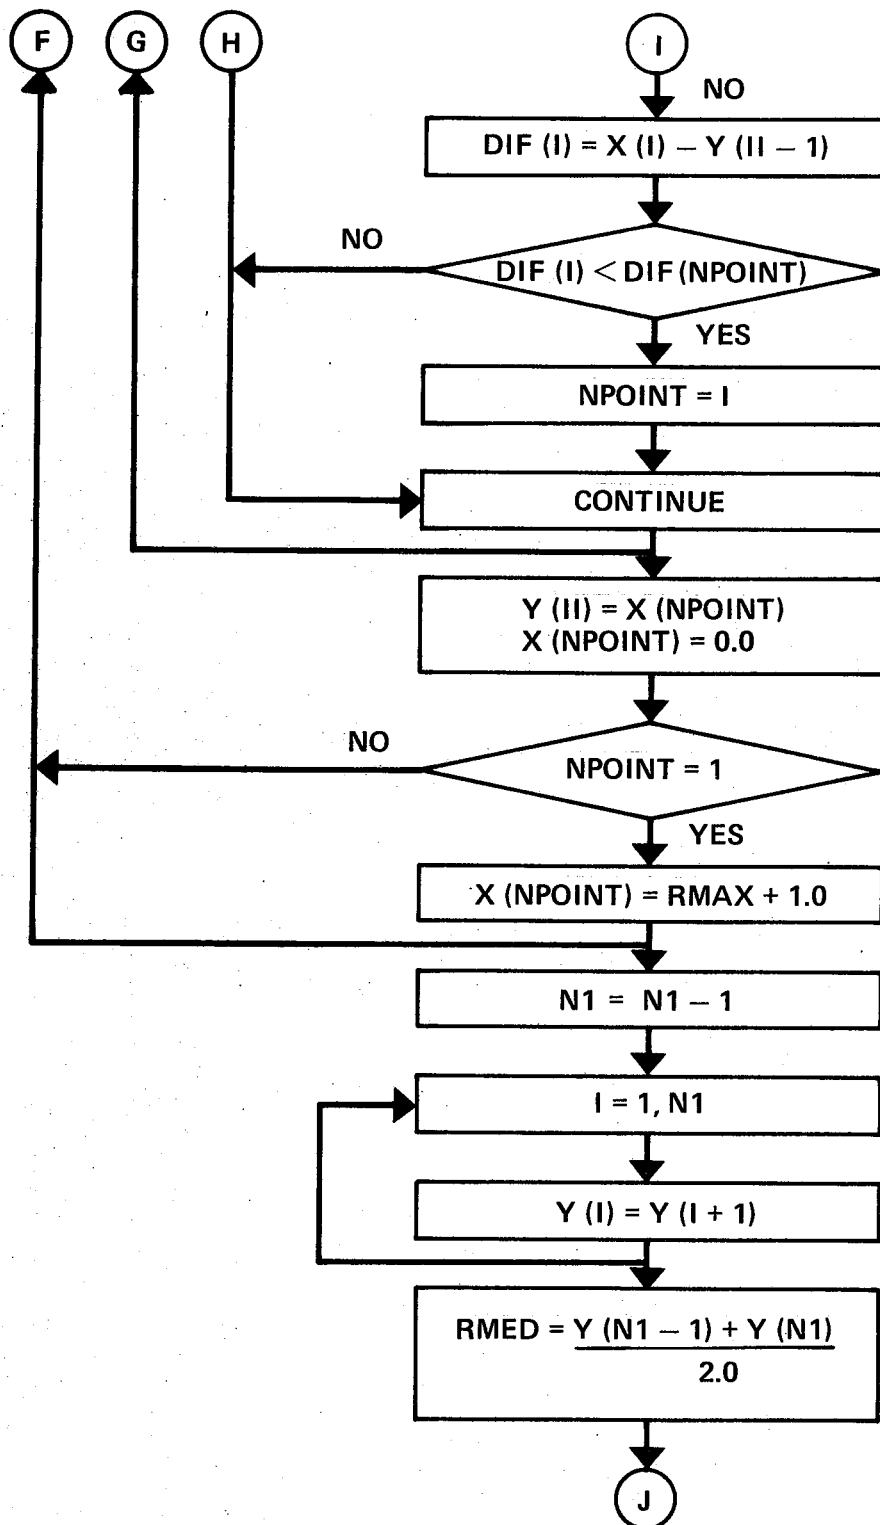 F G H I
NO
DIF (I) = X (I) – Y (II – 1)
NO
DIF (I) < DIF (NPOINT)
YES
NPOINT = I
CONTINUE
Y (II) = X (NPOINT)
X (NPOINT) = 0.0
NO
NPOINT = 1
YES
X (NPOINT) = RMAX + 1.0
N1 = N1 – 1
I = 1, N1
Y (I) = Y (I + 1)
RMED = Y (N1 – 1) + Y (N1)
2.0
J